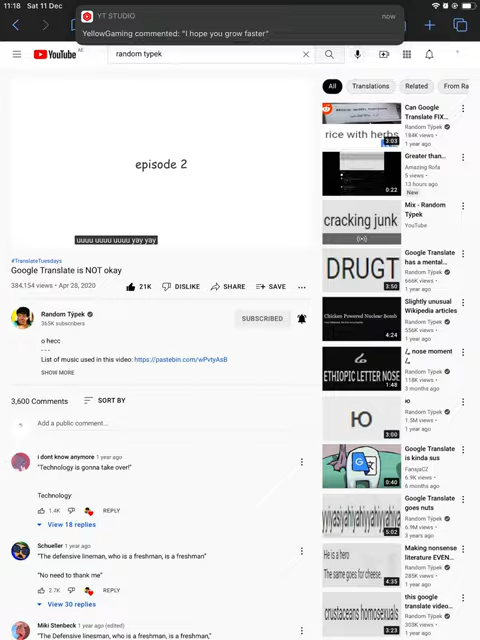 11:18 Sat 11 Dec
YT STUDIO
now
YellowGaming commented: "I hope you grow faster"
YouTube
random typek
episode 2
uuuu uuuu uuuu yay yay
#TranslateTuesdays
Google Translate is NOT okay
384,154 views • Apr 28, 2020
21K
DISLIKE
SHARE
SAVE
Random Týpek
365K subscribers
SUBSCRIBED
o hecc
- - -
List of music used in this video: https://pastebin.com/wPvtyAsB
SHOW MORE
3,600 Comments
SORT BY
Add a public comment...
i dont know anymore 1 year ago
"Technology is gonna take over!"
Technology:
1.4K
REPLY
View 18 replies
Schueller 1 year ago
"The defensive lineman, who is a freshman, is a freshman"
"No need to thank me"
2.7K
REPLY
View 30 replies
Miki Stenbeck 1 year ago (edited)
"The Defensive lineman, who is a freshman, is a freshman"
All
Translations
Related
From Ra
rice with herbs
3:03
Can Google
Translate FIX...
Random Týpek
184K views •
1 year ago
0:22
Greater than...
Amazing Rofa
5 views •
13 hours ago
New
cracking junk
Mix - Random
Týpek
YouTube
DRUGT
3:50
Google Translate
has a mental...
Random Týpek
666K views •
1 year ago
Chicken Powered Nuclear Bomb
4:24
Slightly unusual
Wikipedia articles
Random Týpek
556K views •
1 year ago
ETHIOPIC LETTER NOSE
1:48
nose moment
Random Týpek
118K views •
3 months ago
Ю
3:00
ю
Random Týpek
1.5M views •
1 year ago
0:40
Google Translate
is kinda sus
FansjaCZ
6.9K views •
6 months ago
5:02
Google Translate
goes nuts
Random Týpek
6.9M views •
3 years ago
He is a hero
The same goes for cheese
4:35
Making nonsense
literature EVEN...
Random Týpek
285K views •
1 year ago
crustaceans homosexuals
3:23
this google
translate video...
Random Týpek
303K views •
1 year ago